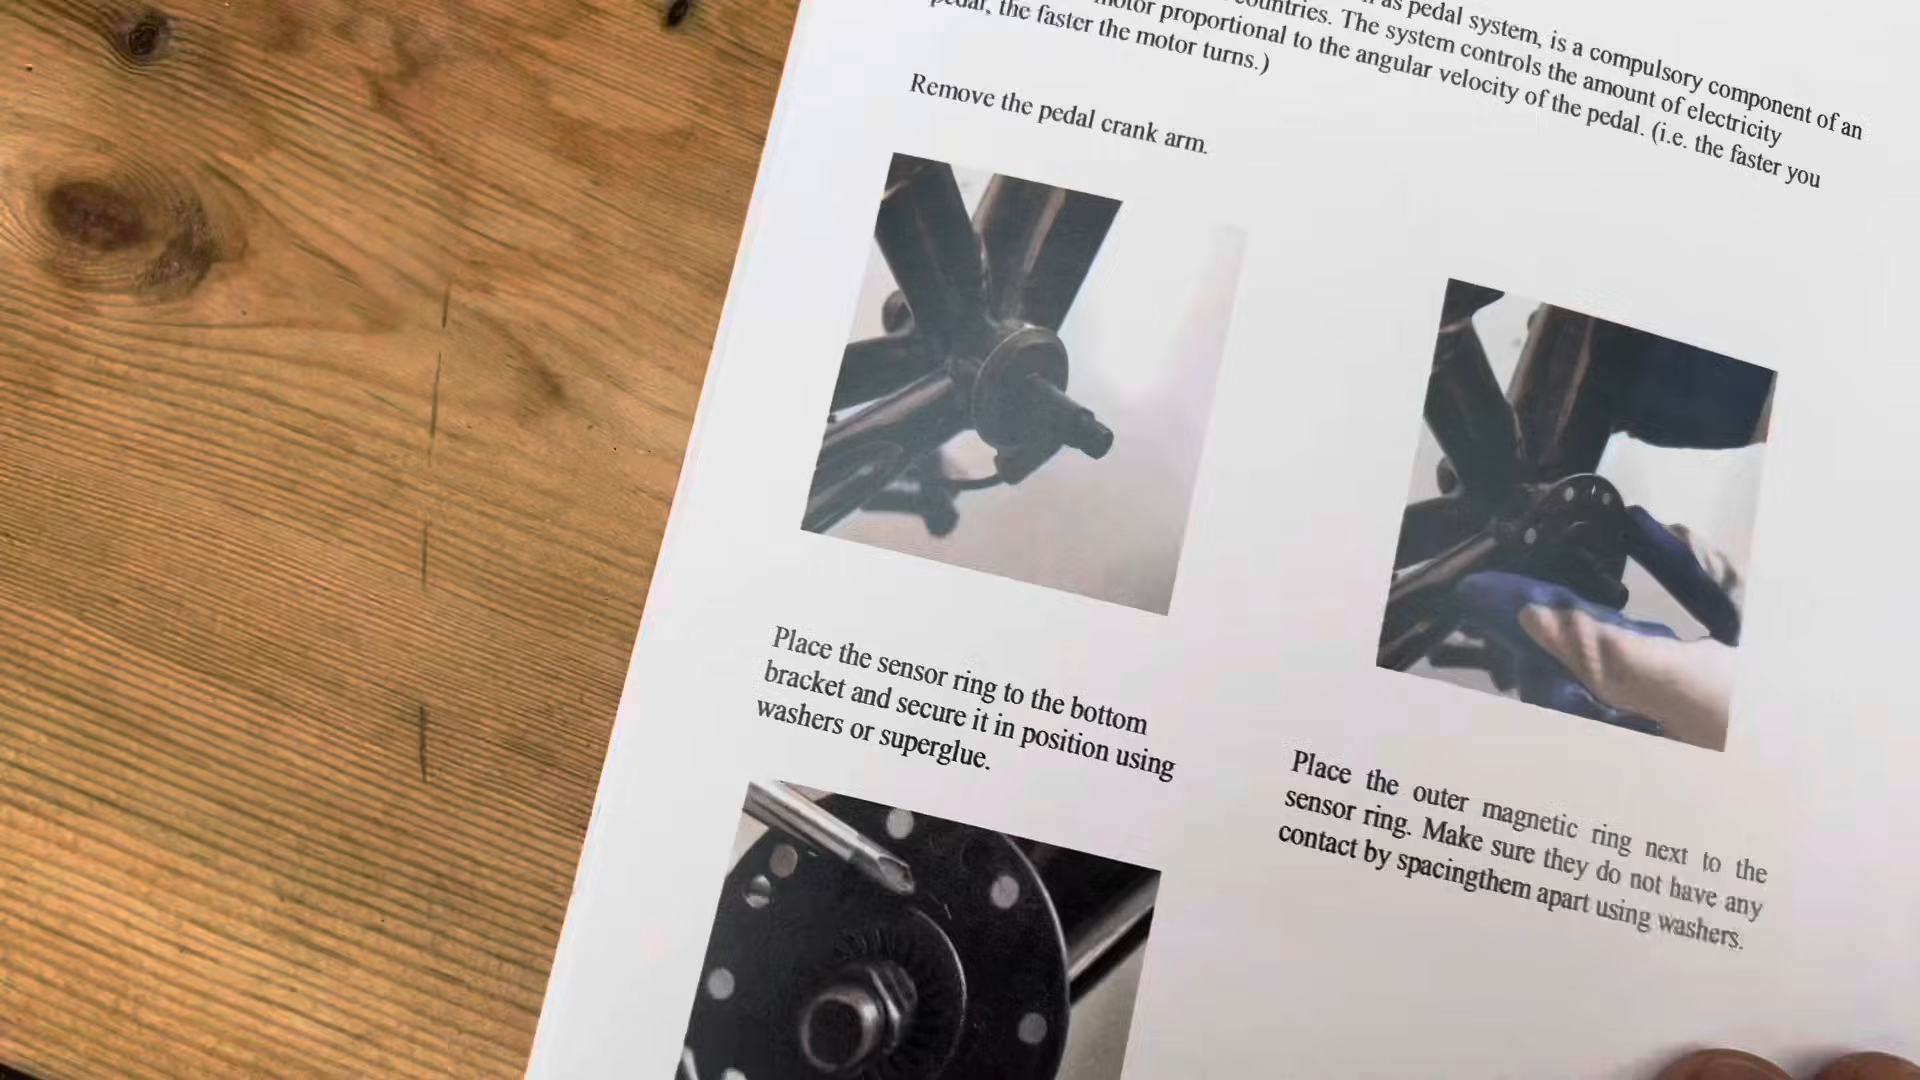 as pedal system, is a compulsory component of an
countries. The system controls the amount of electricity
motor proportional to the angular velocity of the pedal. (i.e. the faster you
pedal, the faster the motor turns.)
Remove the pedal crank arm.
Place the sensor ring to the bottom
bracket and secure it in position using
washers or superglue.
Place the outer magnetic ring next to the
sensor ring. Make sure they do not have any
contact by spacingthem apart using washers.